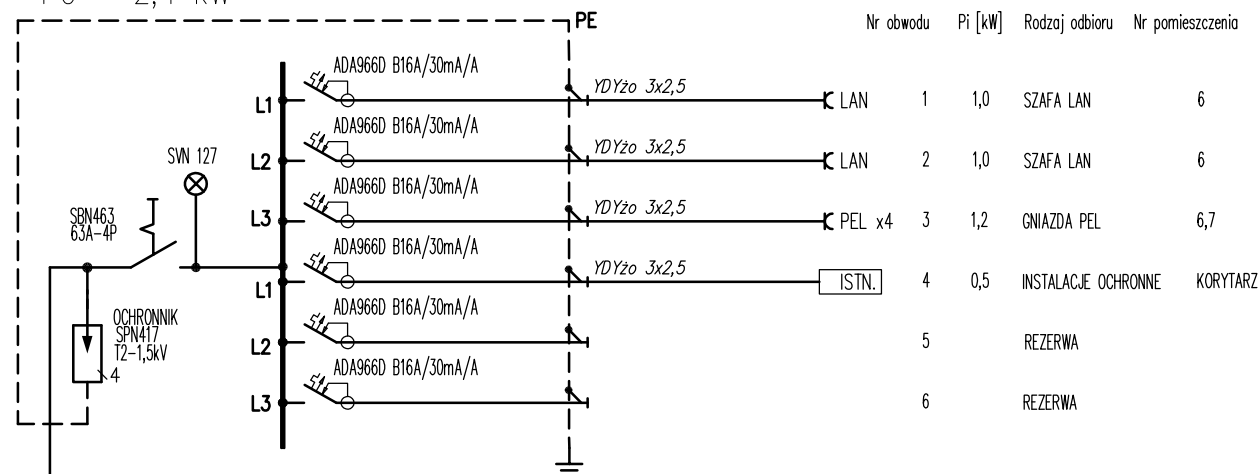 PE
Nr obwodu Pi [kW] Rodzaj odbioru Nr pomieszczenia
ADA966D B16A/30mA/A
L1 YDYżo 3x2,5 LAN 1 1,0 SZAFA LAN 6
ADA966D B16A/30mA/A
L2 YDYżo 3x2,5 LAN 2 1,0 SZAFA LAN 6
SVN 127
ADA966D B16A/30mA/A
L3 YDYżo 3x2,5 PEL x4 3 1,2 GNIAZDA PEL 6,7
SBN463
63A-4P
ADA966D B16A/30mA/A
L1 YDYżo 3x2,5 ISTN. 4 0,5 INSTALACJE OCHRONNE KORYTARZ
ADA966D B16A/30mA/A
OCHRONNIK
SPN417
T2-1,5kV
4
L2 5 REZERWA
ADA966D B16A/30mA/A
L3 6 REZERWA